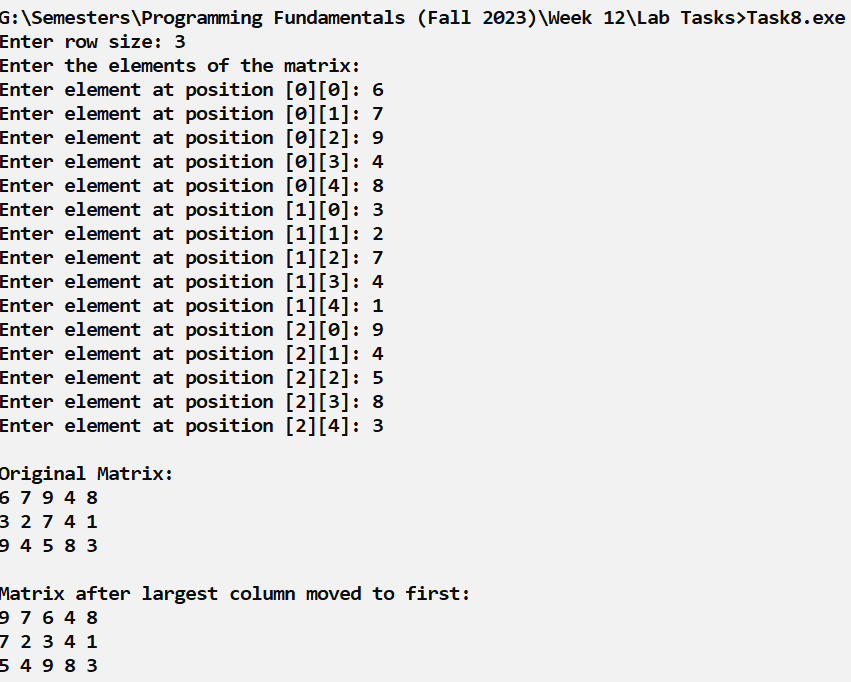 G:\Semesters\Programming Fundamentals (Fall 2023)\Week 12\Lab Tasks>Task8.exe
Enter row size: 3
Enter the elements of the matrix:
Enter element at position [0][0]: 6
Enter element at position [0][1]: 7
Enter element at position [0][2]: 9
Enter element at position [0][3]: 4
Enter element at position [0][4]: 8
Enter element at position [1][0]: 3
Enter element at position [1][1]: 2
Enter element at position [1][2]: 7
Enter element at position [1][3]: 4
Enter element at position [1][4]: 1
Enter element at position [2][0]: 9
Enter element at position [2][1]: 4
Enter element at position [2][2]: 5
Enter element at position [2][3]: 8
Enter element at position [2][4]: 3

Original Matrix:
6 7 9 4 8
3 2 7 4 1
9 4 5 8 3

Matrix after largest column moved to first:
9 7 6 4 8
7 2 3 4 1
5 4 9 8 3